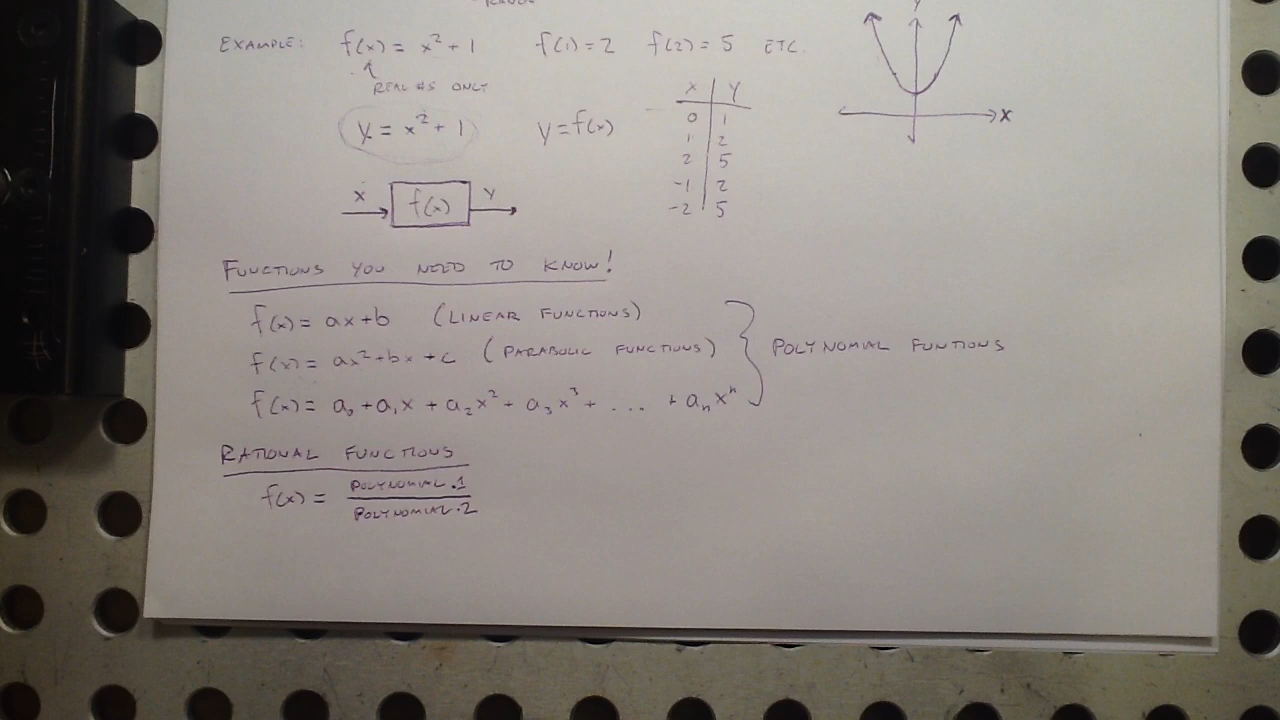 EXAMPLE: f(x) = x² + 1 f(1) = 2 f(2) = 5 ETC.
REAL #S ONLY
y = x² + 1 y = f(x)
X Y
0 1
1 2
2 5
-1 2
-2 5
Y
X
X f(x) Y
FUNCTIONS YOU NEED TO KNOW!
f(x) = ax+b (LINEAR FUNCTIONS)
f(x) = ax² + bx + c (PARABOLIC FUNCTIONS) POLYNOMIAL FUNTIONS
f(x) = a₀ + a₁x + a₂x² + a₃x³ + ... + aₙxⁿ
RATIONAL FUNCTIONS
f(x) = POLYNOMIAL.1
POLYNOMIAL.2